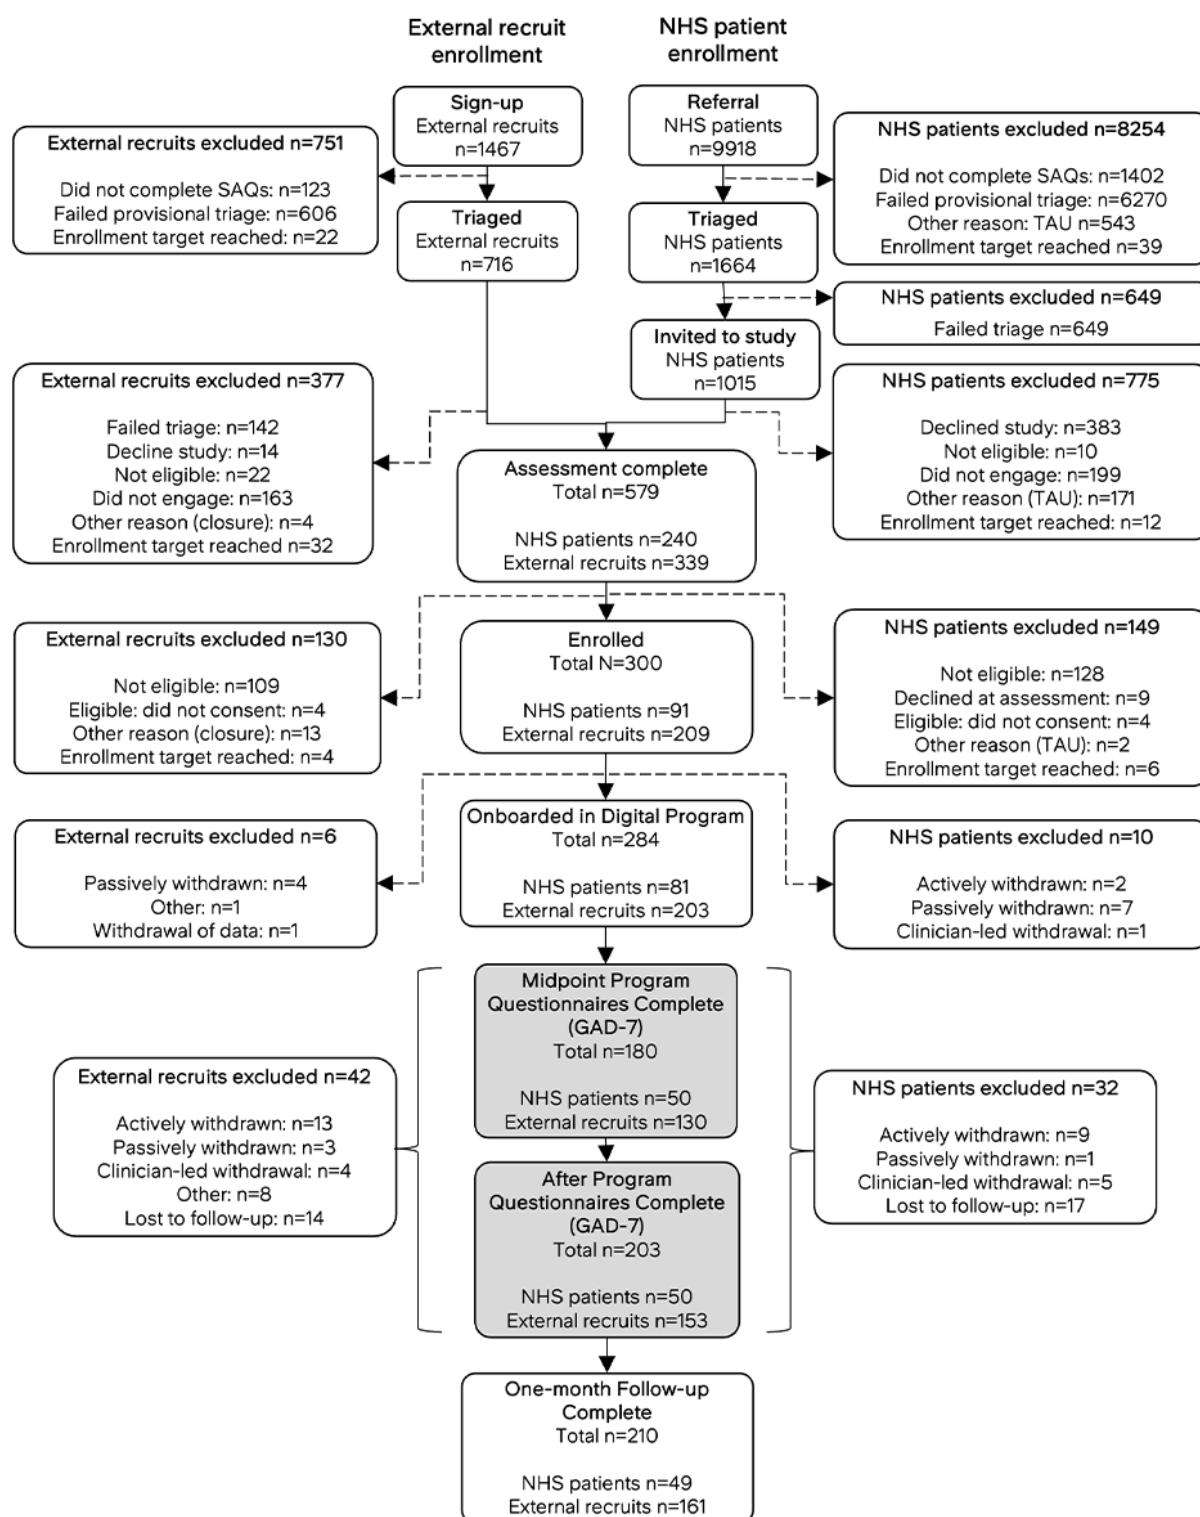 External recruit
enrollment
NHS patient
enrollment
Sign-up
External recruits
n=1467
Referral
NHS patients
n=9918
External recruits excluded n=751
Did not complete SAQs: n=123
Failed provisional triage: n=606
Enrollment target reached: n=22
NHS patients excluded n=8254
Did not complete SAQs: n=1402
Failed provisional triage: n=6270
Other reason: TAU n=543
Enrollment target reached n=39
Triaged
External recruits
n=716
Triaged
NHS patients
n=1664
NHS patients excluded n=649
Failed triage n=649
Invited to study
NHS patients
n=1015
External recruits excluded n=377
Failed triage: n=142
Decline study: n=14
Not eligible: n=22
Did not engage: n=163
Other reason (closure): n=4
Enrollment target reached n=32
NHS patients excluded n=775
Declined study: n=383
Not eligible: n=10
Did not engage: n=199
Other reason (TAU) n=171
Enrollment target reached: n=12
Assessment complete
Total n=579
NHS patients n=240
External recruits n=339
External recruits excluded n=130
Not eligible: n=109
Eligible: did not consent: n=4
Other reason (closure): n=13
Enrollment target reached: n=4
NHS patients excluded n=149
Not eligible: n=128
Declined at assessment: n=9
Eligible: did not consent: n=4
Other reason (TAU): n=2
Enrollment target reached: n=6
Enrolled
Total N=300
NHS patients n=91
External recruits n=209
Onboarded in Digital Program
Total n=284
NHS patients n=81
External recruits n=203
External recruits excluded n=6
Passively withdrawn: n=4
Other: n=1
Withdrawal of data: n=1
NHS patients excluded n=10
Actively withdrawn: n=2
Passively withdrawn: n=7
Clinician-led withdrawal: n=1
Midpoint Program
Questionnaires Complete
(GAD-7)
Total n=180
NHS patients n=50
External recruits n=130
External recruits excluded n=42
Actively withdrawn: n=13
Passively withdrawn: n=3
Clinician-led withdrawal: n=4
Other: n=8
Lost to follow-up: n=14
NHS patients excluded n=32
Actively withdrawn: n=9
Passively withdrawn: n=1
Clinician-led withdrawal: n=5
Lost to follow-up: n=17
After Program
Questionnaires Complete
(GAD-7)
Total n=203
NHS patients n=50
External recruits n=153
One-month Follow-up
Complete
Total n=210
NHS patients n=49
External recruits n=161